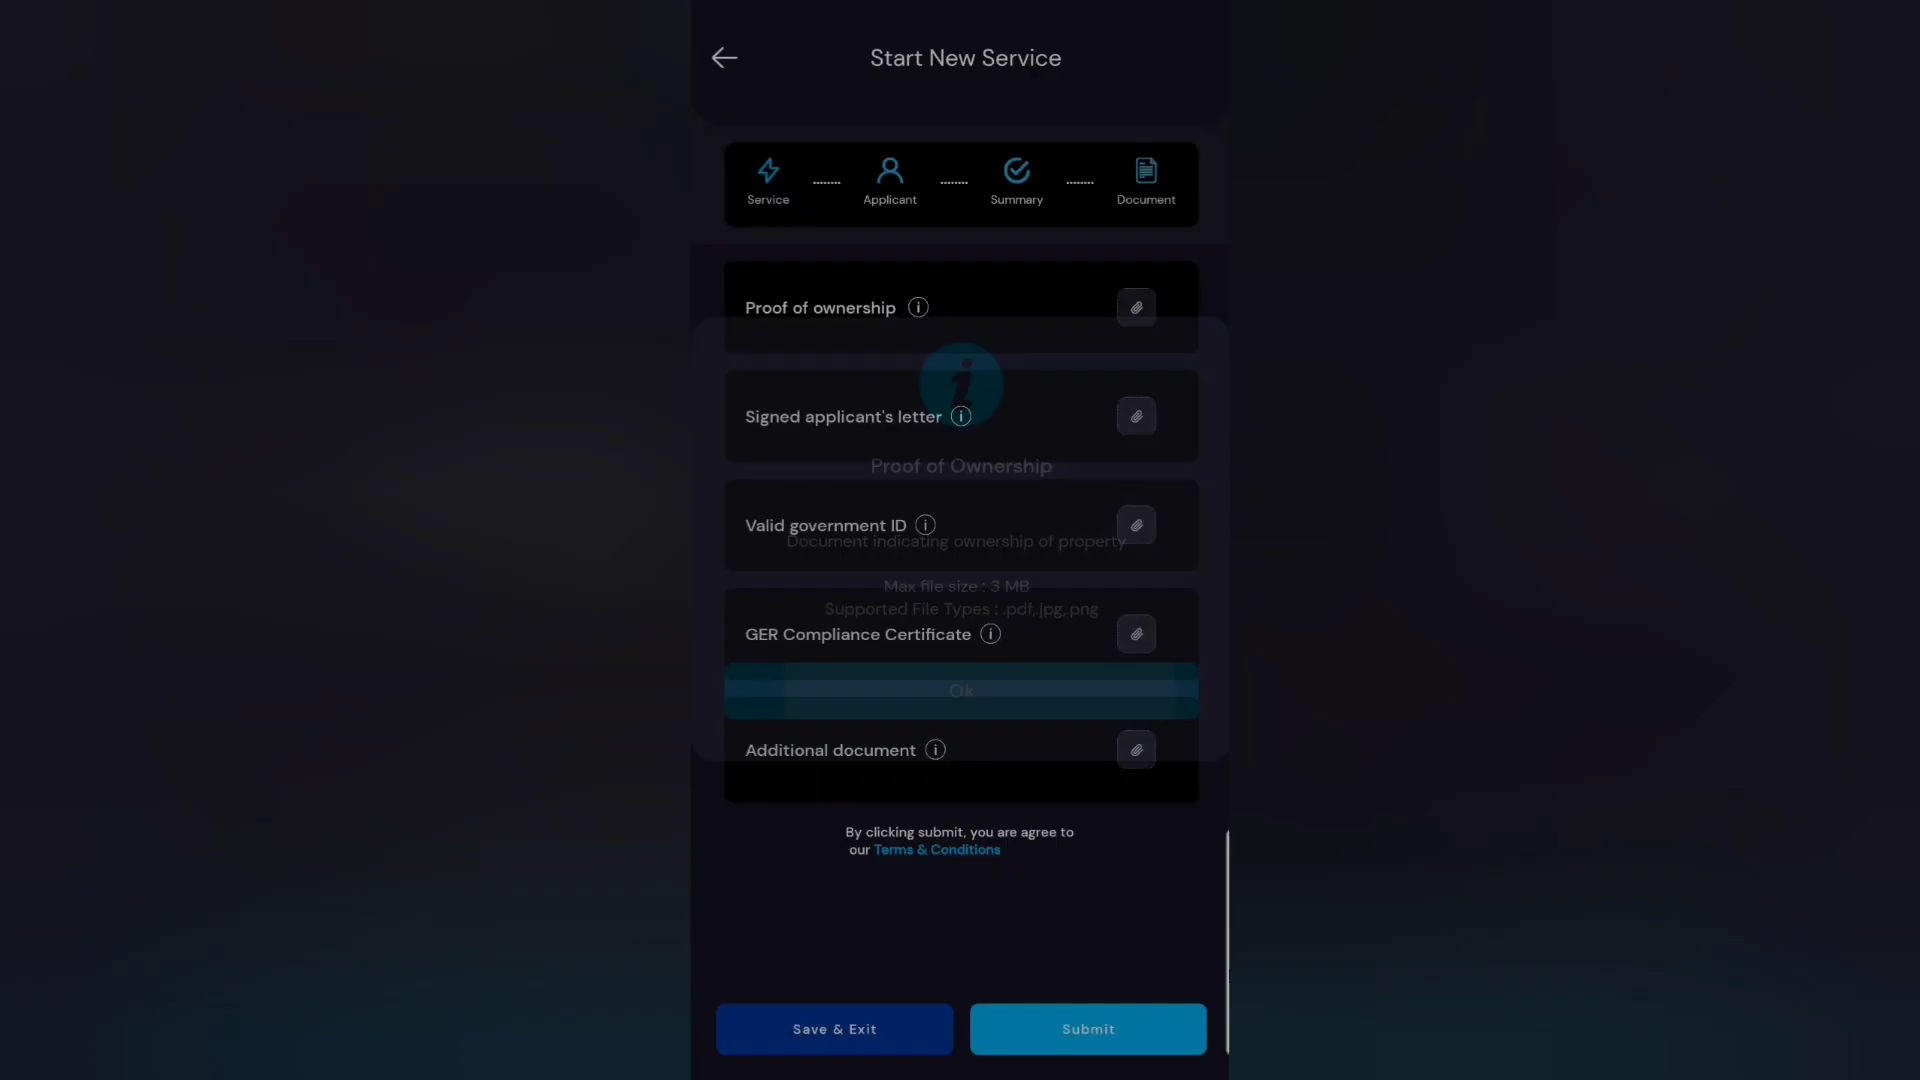 Start New Service
Service
Applicant
Summary
Document
Proof of ownership
Signed applicant's letter
Proof of Ownership
Valid government ID
Document indicating ownership of property
Max file size : 3 MB
Supported File Types : .pdf,.jpg,.png
GER Compliance Certificate
Ok
Additional document
By clicking submit, you are agree to
our Terms & Conditions
Save & Exit
Submit